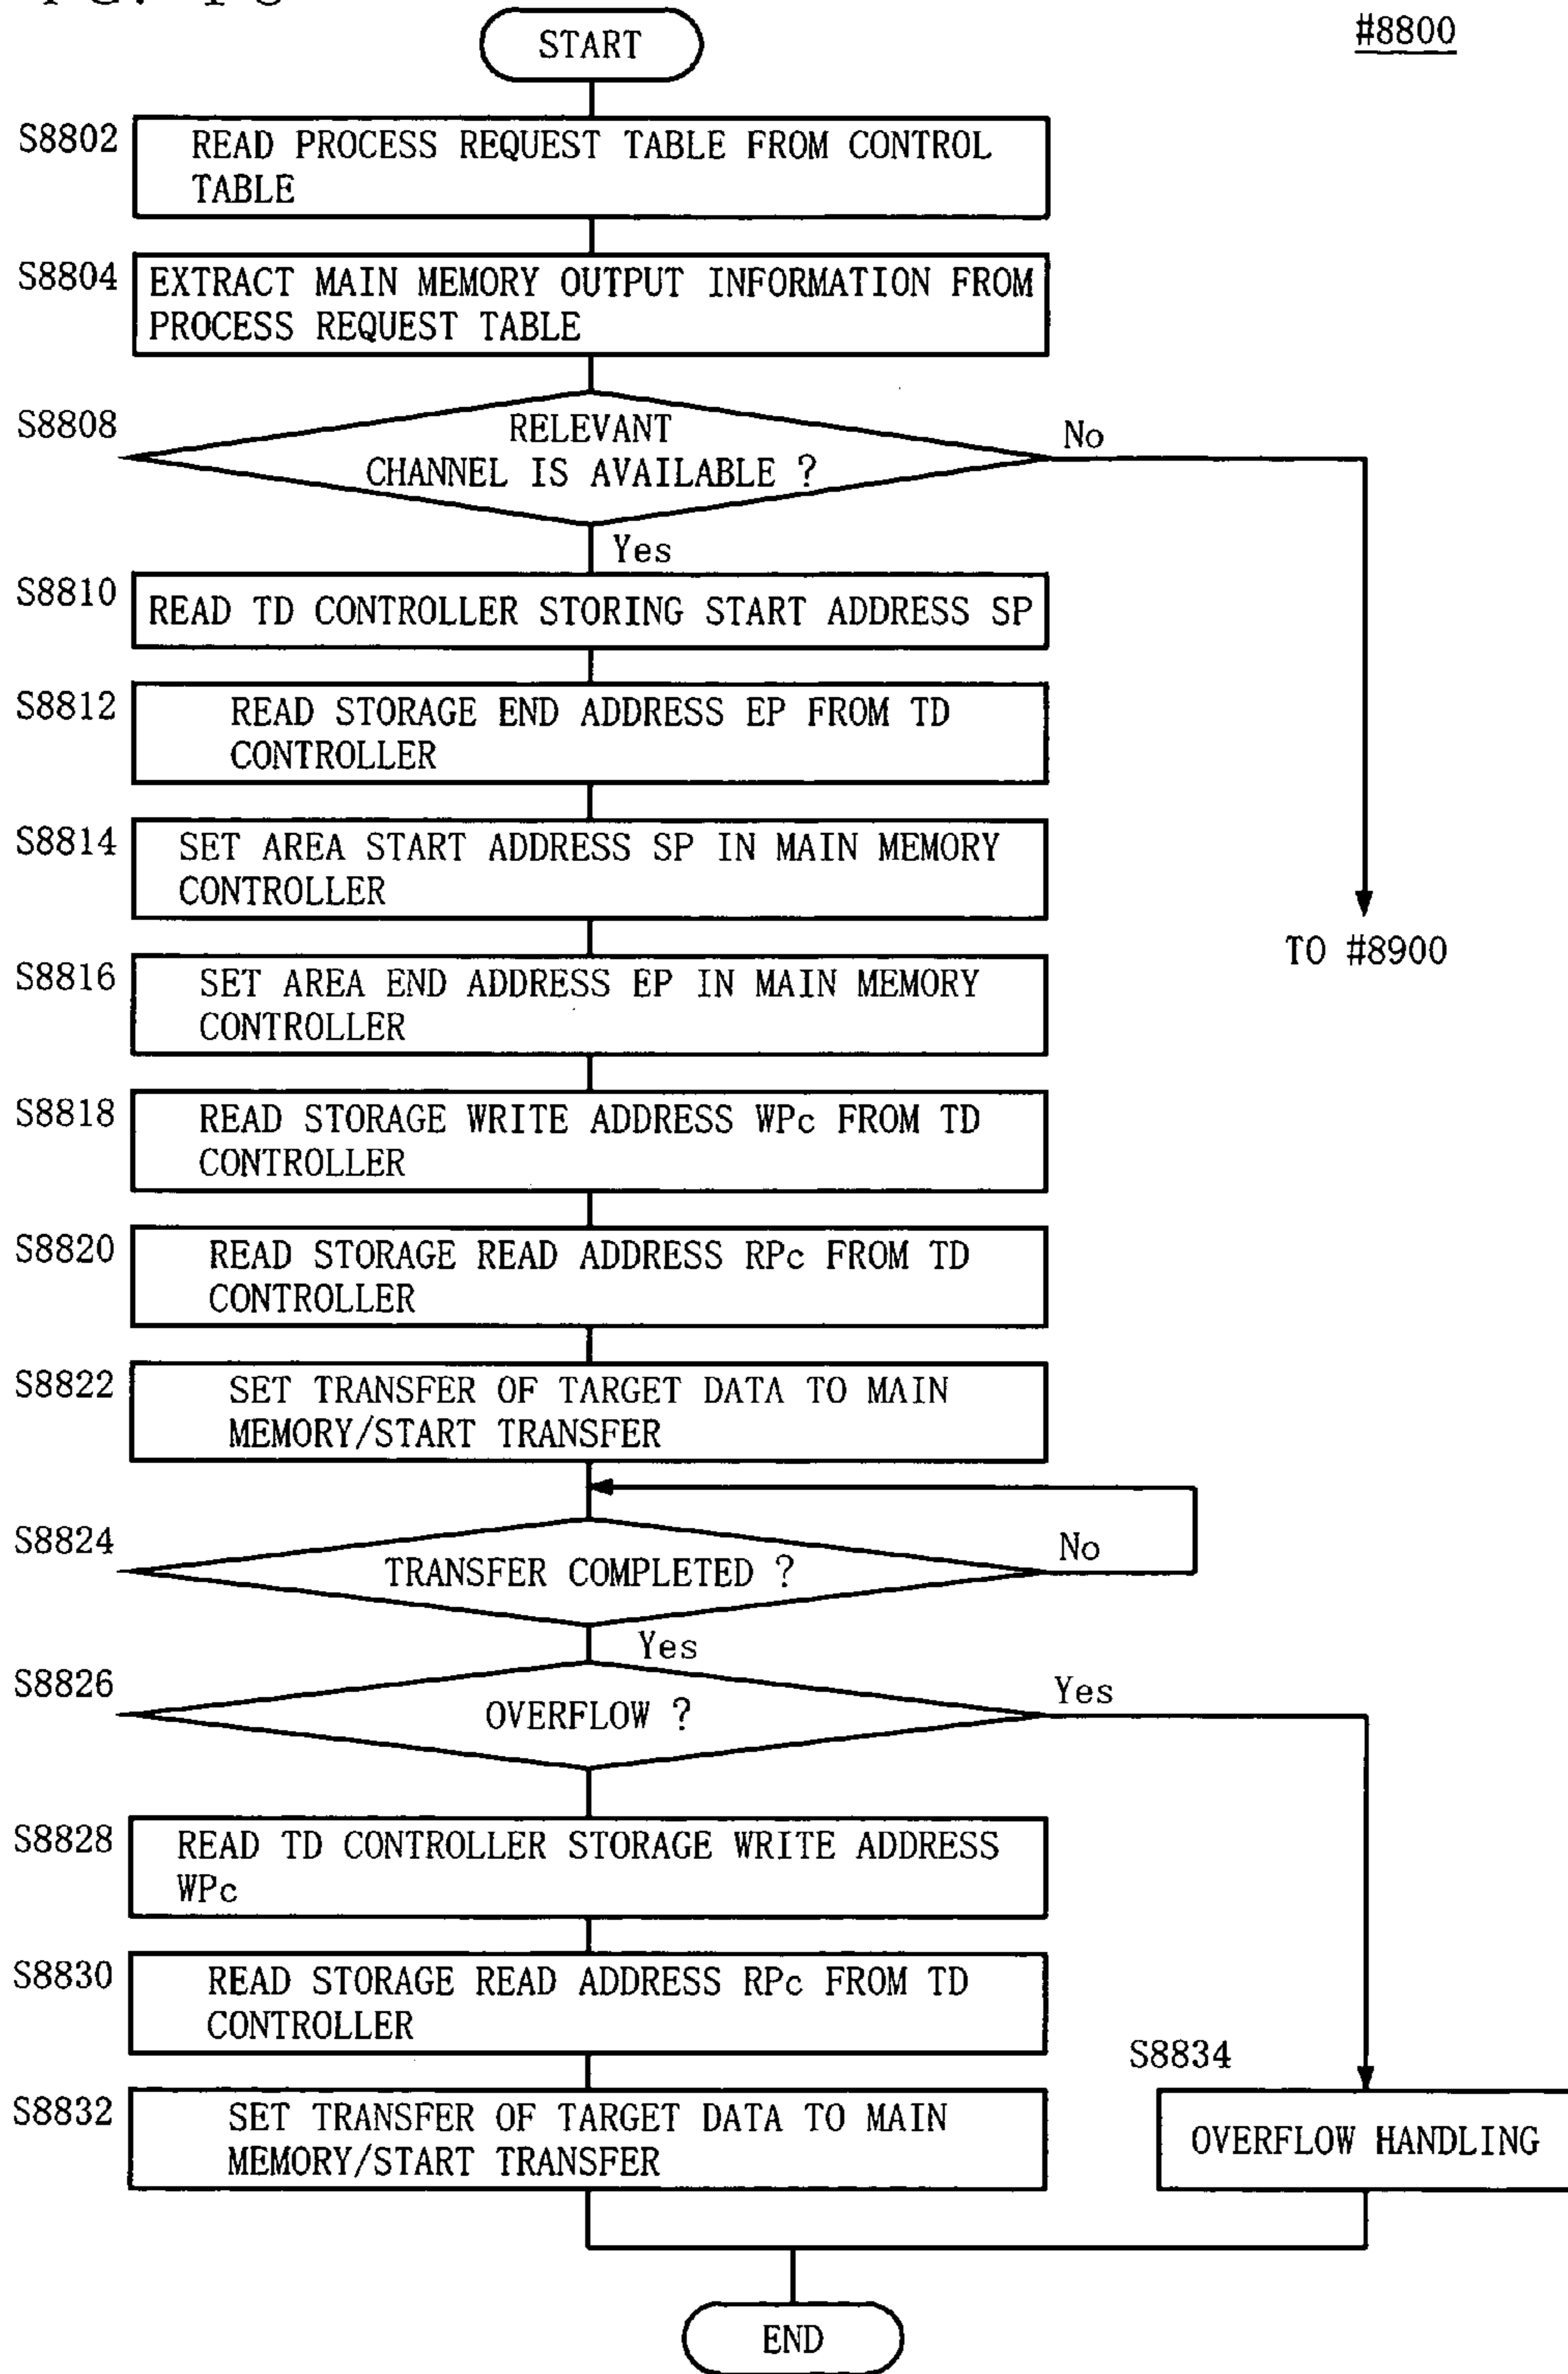 #8800
START
S8802
READ PROCESS REQUEST TABLE FROM CONTROL
TABLE
S8804
EXTRACT MAIN MEMORY OUTPUT INFORMATION FROM
PROCESS REQUEST TABLE
S8808
RELEVANT
CHANNEL IS AVAILABLE ?
No
Yes
S8810
READ TD CONTROLLER STORING START ADDRESS SP
S8812
READ STORAGE END ADDRESS EP FROM TD
CONTROLLER
S8814
SET AREA START ADDRESS SP IN MAIN MEMORY
CONTROLLER
TO #8900
S8816
SET AREA END ADDRESS EP IN MAIN MEMORY
CONTROLLER
S8818
READ STORAGE WRITE ADDRESS WPc FROM TD
CONTROLLER
S8820
READ STORAGE READ ADDRESS RPc FROM TD
CONTROLLER
S8822
SET TRANSFER OF TARGET DATA TO MAIN
MEMORY/START TRANSFER
S8824
TRANSFER COMPLETED ?
No
Yes
S8826
OVERFLOW ?
Yes
S8828
READ TD CONTROLLER STORAGE WRITE ADDRESS
WPc
S8830
READ STORAGE READ ADDRESS RPc FROM TD
CONTROLLER
S8832
SET TRANSFER OF TARGET DATA TO MAIN
MEMORY/START TRANSFER
S8834
OVERFLOW HANDLING
END